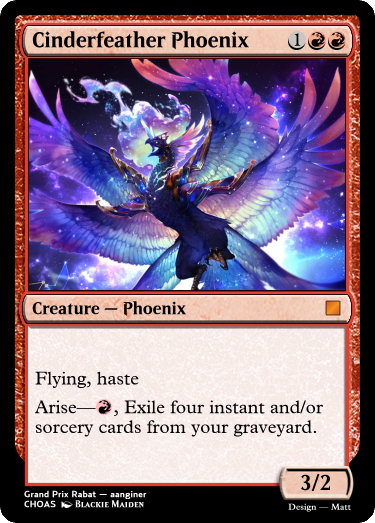 Cinderfeather Phoenix 1
Creature — Phoenix
Flying, haste
Arise—, Exile four instant and/or
sorcery cards from your graveyard.
3/2
Grand Prix Rabat — aanginer
CHOAS Blackie Maiden
Design — Matt